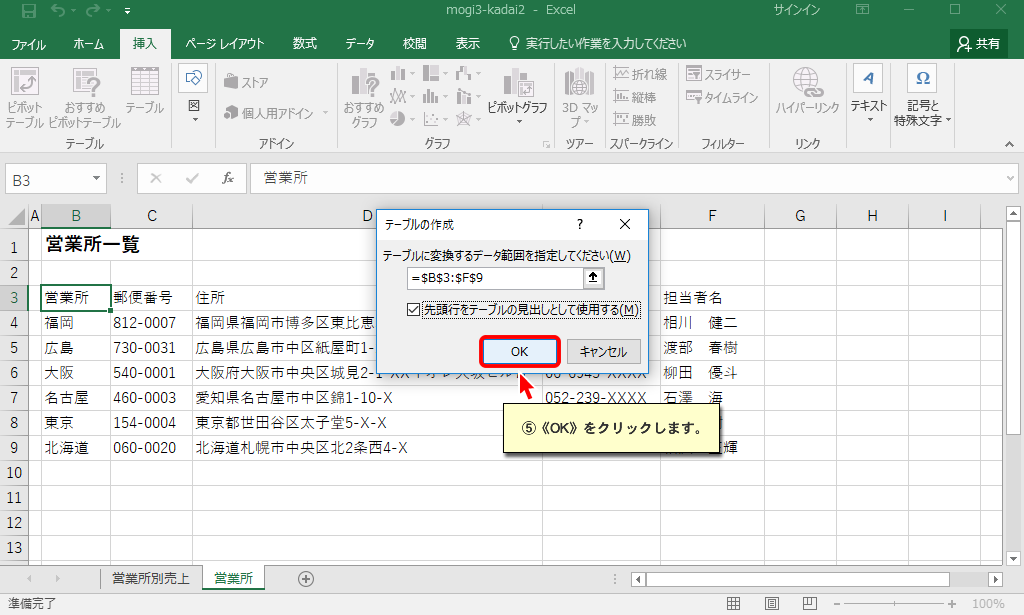 mogi3-kadai2 - Excel
サインイン
ファイル ホーム 挿入 ページ レイアウト 数式 データ 校閲 表示 実行したい作業を入力してください 共有
ピボット
テーブル
おすすめ
ピボットテーブル
テーブル
テーブル
図
ストア
個人用アドイン
アドイン
おすすめ
グラフ
ピボットグラフ
グラフ
3D マッ
プ
ツアー
折れ線
縦棒
勝敗
スパークライン
スライサー
タイムライン
フィルター
ハイパーリンク
リンク
テキスト
記号と
特殊文字
B3 fx 営業所
A B C D F G H I
1 営業所一覧
2
3 営業所 郵便番号 住所 担当者名
4 福岡 812-0007 福岡県福岡市博多区東比恵 相川 健二
5 広島 730-0031 広島県広島市中区紙屋町1- 渡部 春樹
6 大阪 540-0001 大阪府大阪市中央区城見2-1 柳田 優斗
7 名古屋 460-0003 愛知県名古屋市中区錦1-10-X 052-239-XXXX 石澤 海
8 東京 154-0004 東京都世田谷区太子堂5-X-X
9 北海道 060-0020 北海道札幌市中央区北2条西4-X 輝
10
11
12
13
テーブルの作成 ? ×
テーブルに変換するデータ範囲を指定してください(W)
=$B$3:$F$9
先頭行をテーブルの見出しとして使用する(M)
OK キャンセル
⑤《OK》をクリックします。
営業所別売上 営業所
準備完了 100%